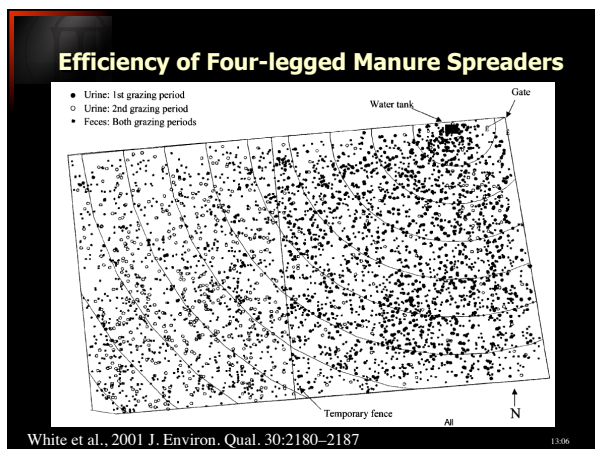 Efficiency of Four-legged Manure Spreaders
Urine: 1st grazing period
Urine: 2nd grazing period
Feces: Both grazing periods
Water tank
Gate
Temporary fence
All
N
White et al., 2001 J. Environ. Qual. 30:2180–2187
13:06